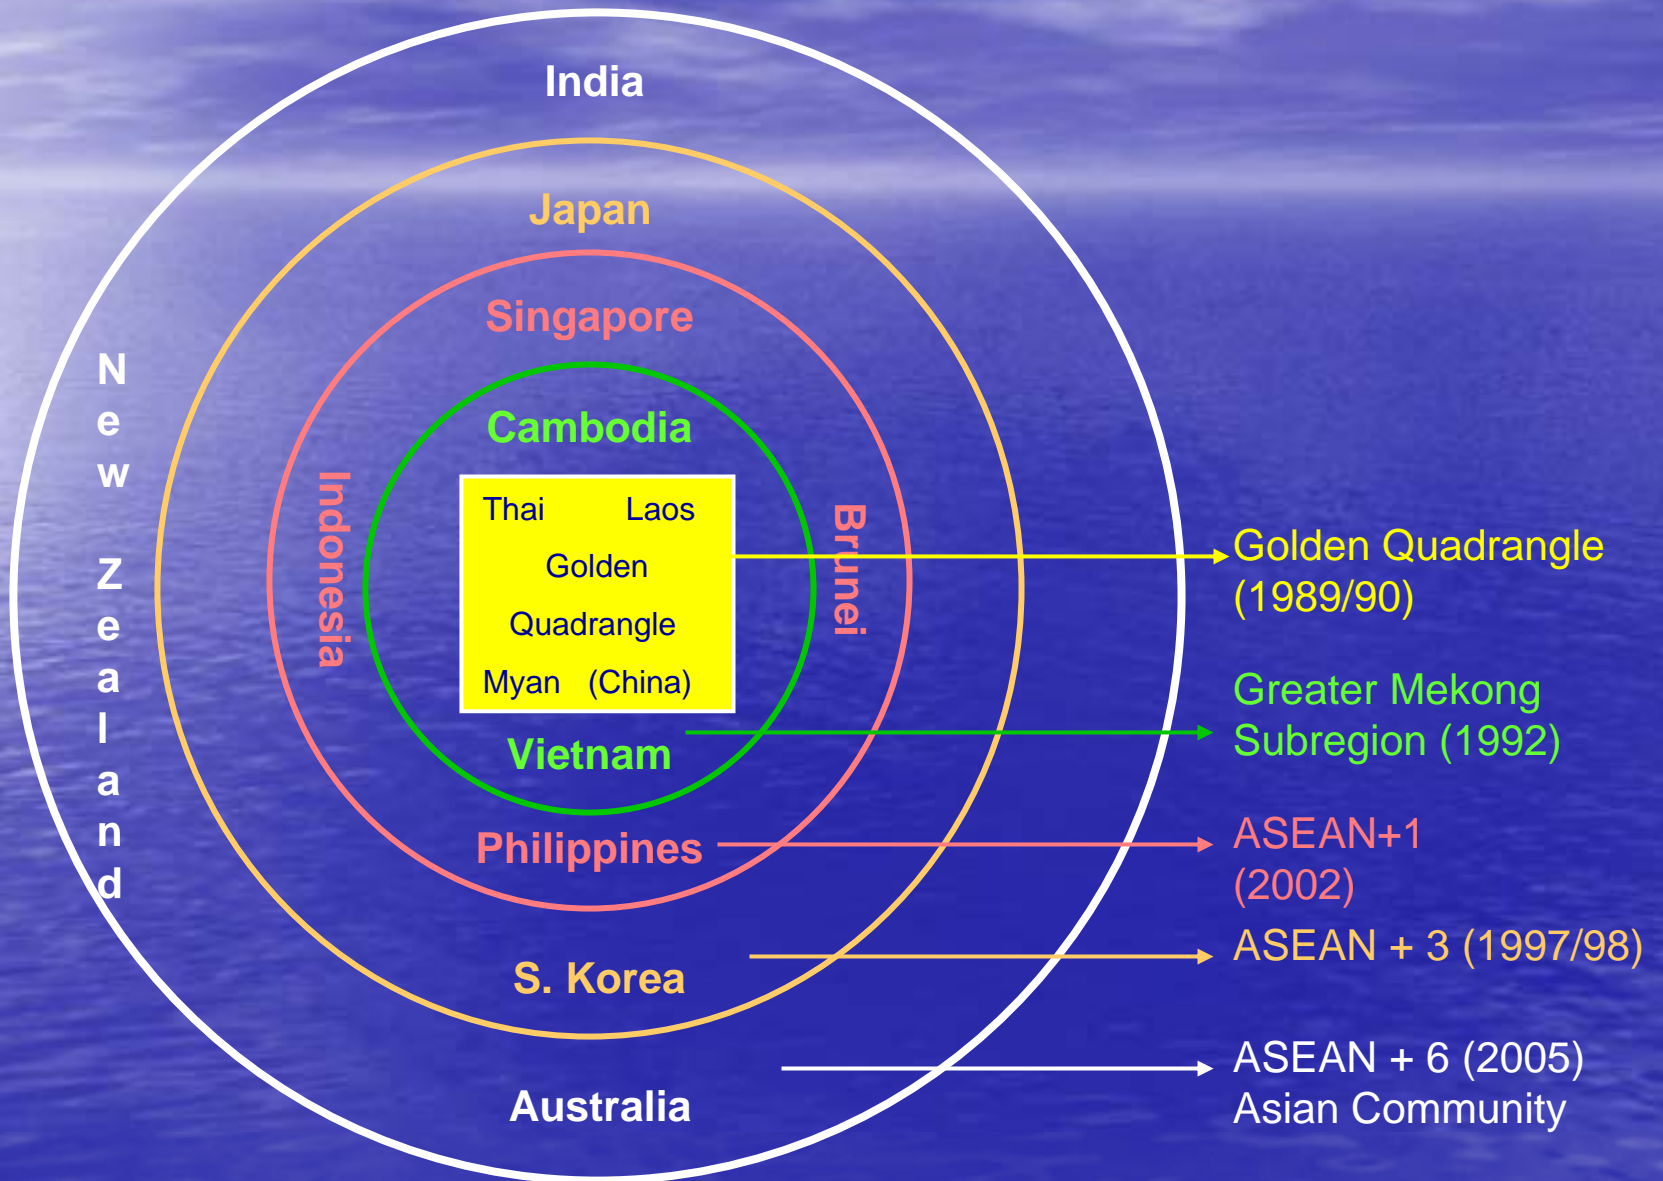 India
Japan
Singapore
Cambodia
New Zealand
Indonesia
Thai Laos
Golden
Quadrangle
Myan (China)
Brunei
Vietnam
Philippines
S. Korea
Australia
Golden Quadrangle
(1989/90)
Greater Mekong
Subregion (1992)
ASEAN+1
(2002)
ASEAN + 3 (1997/98)
ASEAN + 6 (2005)
Asian Community